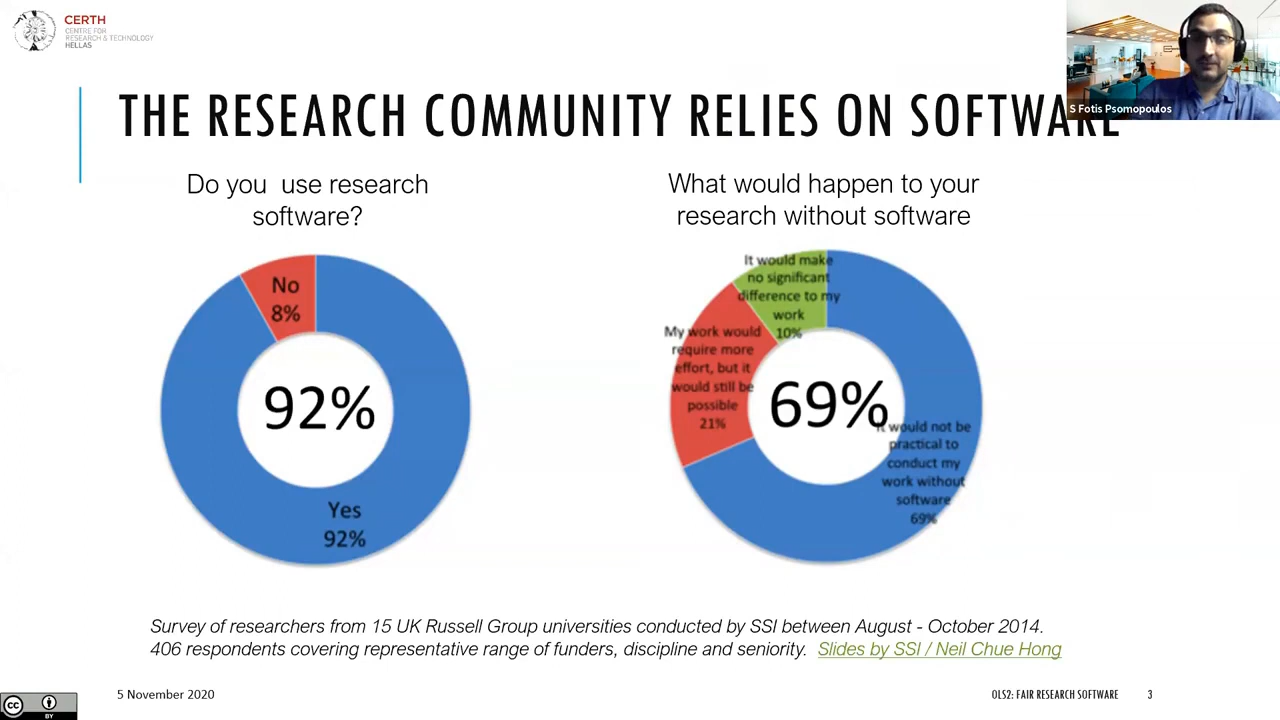 CERTH
CENTRE FOR
RESEARCH & TECHNOLOGY
HELLAS
S Fotis Psomopoulos
THE RESEARCH COMMUNITY RELIES ON SOFTWARE
Do you use research
software?
No
8%
92%
Yes
92%
What would happen to your
research without software
It would make
no significant
difference to my
work
10%
My work would
require more
effort, but it
would still be
possible
21%
69%
It would not be
practical to
conduct my
work without
software
69%
Survey of researchers from 15 UK Russell Group universities conducted by SSI between August - October 2014.
406 respondents covering representative range of funders, discipline and seniority. Slides by SSI / Neil Chue Hong
cc
BY
5 November 2020
OLS2: FAIR RESEARCH SOFTWARE
3